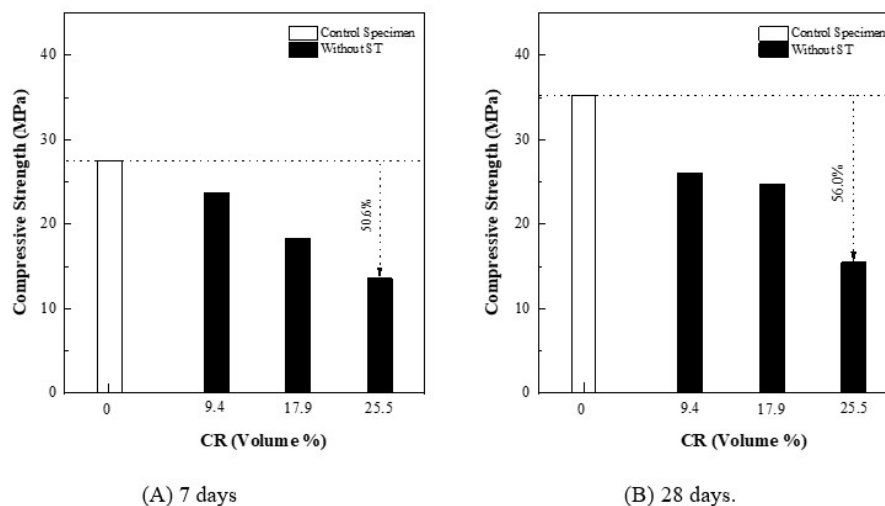 Control Specimen
Without ST
40
30
20
10
0
Compressive Strength (MPa)
50.6%
0
9.4
17.9
25.5
CR (Volume %)
(A) 7 days
Control Specimen
Without ST
40
30
20
10
0
Compressive Strength (MPa)
56.0%
0
9.4
17.9
25.5
CR (Volume %)
(B) 28 days.